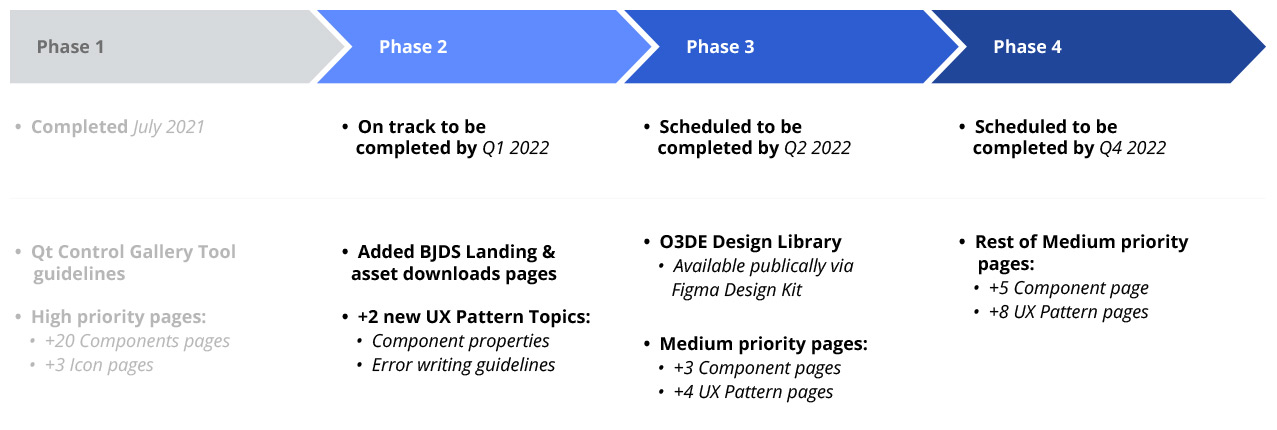 Phase 1
Phase 2
Phase 3
Phase 4
• Completed July 2021
• On track to be
completed by Q1 2022
• Scheduled to be
completed by Q2 2022
• Scheduled to be
completed by Q4 2022
• Qt Control Gallery Tool
guidelines
• High priority pages:
• +20 Components pages
• +3 Icon pages
• Added BJDS Landing &
asset downloads pages
• +2 new UX Pattern Topics:
• Component properties
• Error writing guidelines
• O3DE Design Library
• Available publically via
Figma Design Kit
• Medium priority pages:
• +3 Component pages
• +4 UX Pattern pages
• Rest of Medium priority
pages:
• +5 Component page
• +8 UX Pattern pages